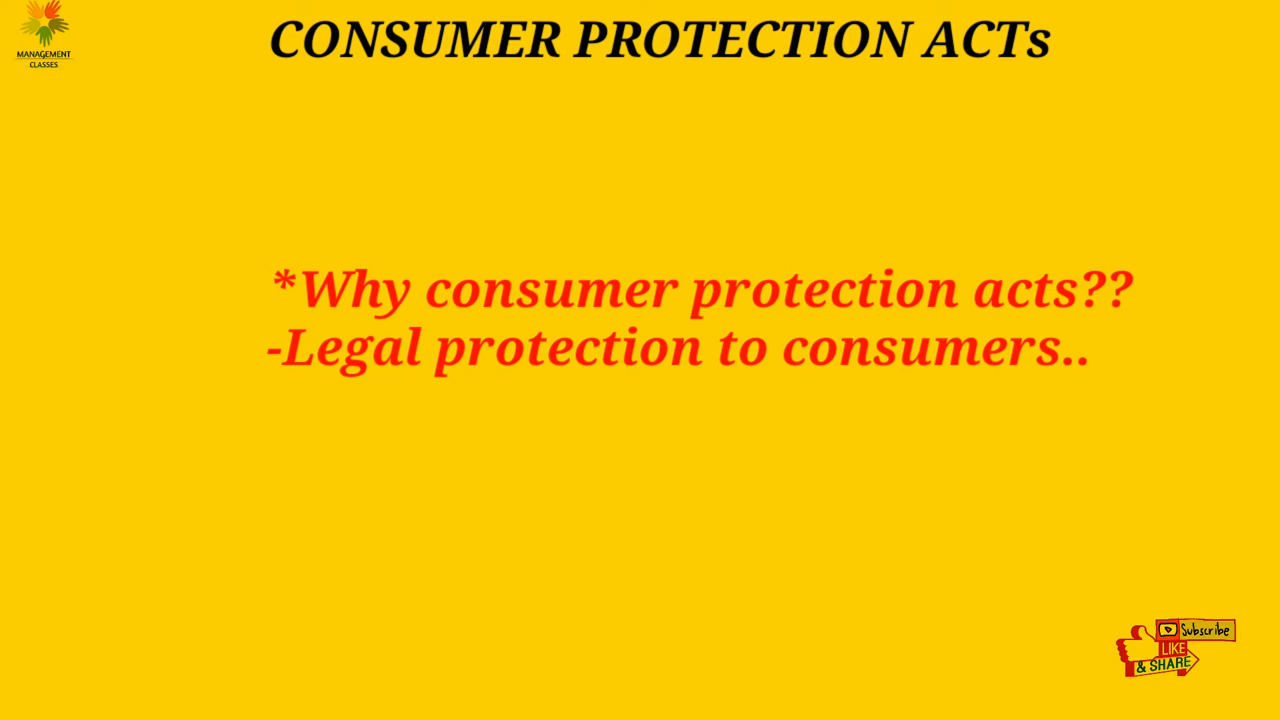 MANAGEMENT
CLASSES
CONSUMER PROTECTION ACTs
*Why consumer protection acts??
-Legal protection to consumers..
Subscribe
LIKE
& SHARE